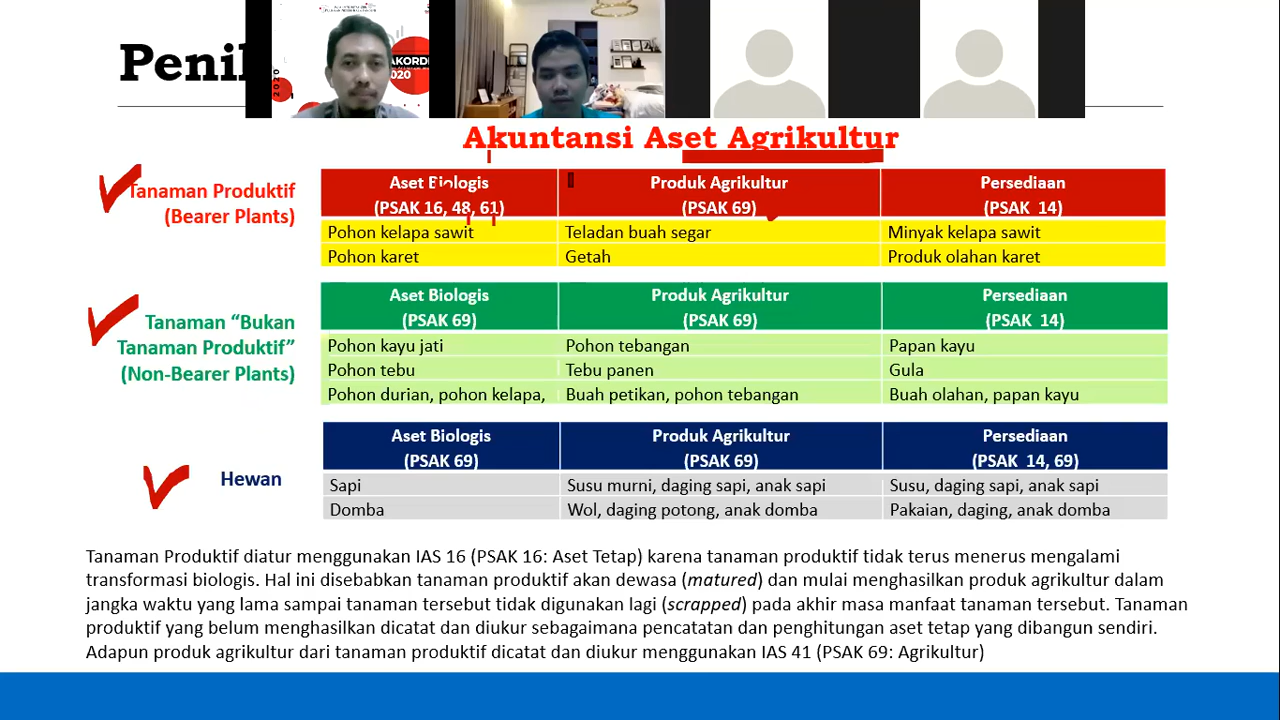 Penil
AKORD
2020
2020
Akuntansi Aset Agrikultur
Tanaman Produktif
(Bearer Plants)
Aset Biologis Produk Agrikultur Persediaan
(PSAK 16, 48, 61) (PSAK 69) (PSAK 14)
Pohon kelapa sawit Teladan buah segar Minyak kelapa sawit
Pohon karet Getah Produk olahan karet
Tanaman “Bukan
Tanaman Produktif”
(Non-Bearer Plants)
Aset Biologis Produk Agrikultur Persediaan
(PSAK 69) (PSAK 69) (PSAK 14)
Pohon kayu jati Pohon tebangan Papan kayu
Pohon tebu Tebu panen Gula
Pohon durian, pohon kelapa, Buah petikan, pohon tebangan Buah olahan, papan kayu
Hewan
Aset Biologis Produk Agrikultur Persediaan
(PSAK 69) (PSAK 69) (PSAK 14, 69)
Sapi Susu murni, daging sapi, anak sapi Susu, daging sapi, anak sapi
Domba Wol, daging potong, anak domba Pakaian, daging, anak domba
Tanaman Produktif diatur menggunakan IAS 16 (PSAK 16: Aset Tetap) karena tanaman produktif tidak terus menerus mengalami
transformasi biologis. Hal ini disebabkan tanaman produktif akan dewasa (matured) dan mulai menghasilkan produk agrikultur dalam
jangka waktu yang lama sampai tanaman tersebut tidak digunakan lagi (scrapped) pada akhir masa manfaat tanaman tersebut. Tanaman
produktif yang belum menghasilkan dicatat dan diukur sebagaimana pencatatan dan penghitungan aset tetap yang dibangun sendiri.
Adapun produk agrikultur dari tanaman produktif dicatat dan diukur menggunakan IAS 41 (PSAK 69: Agrikultur)